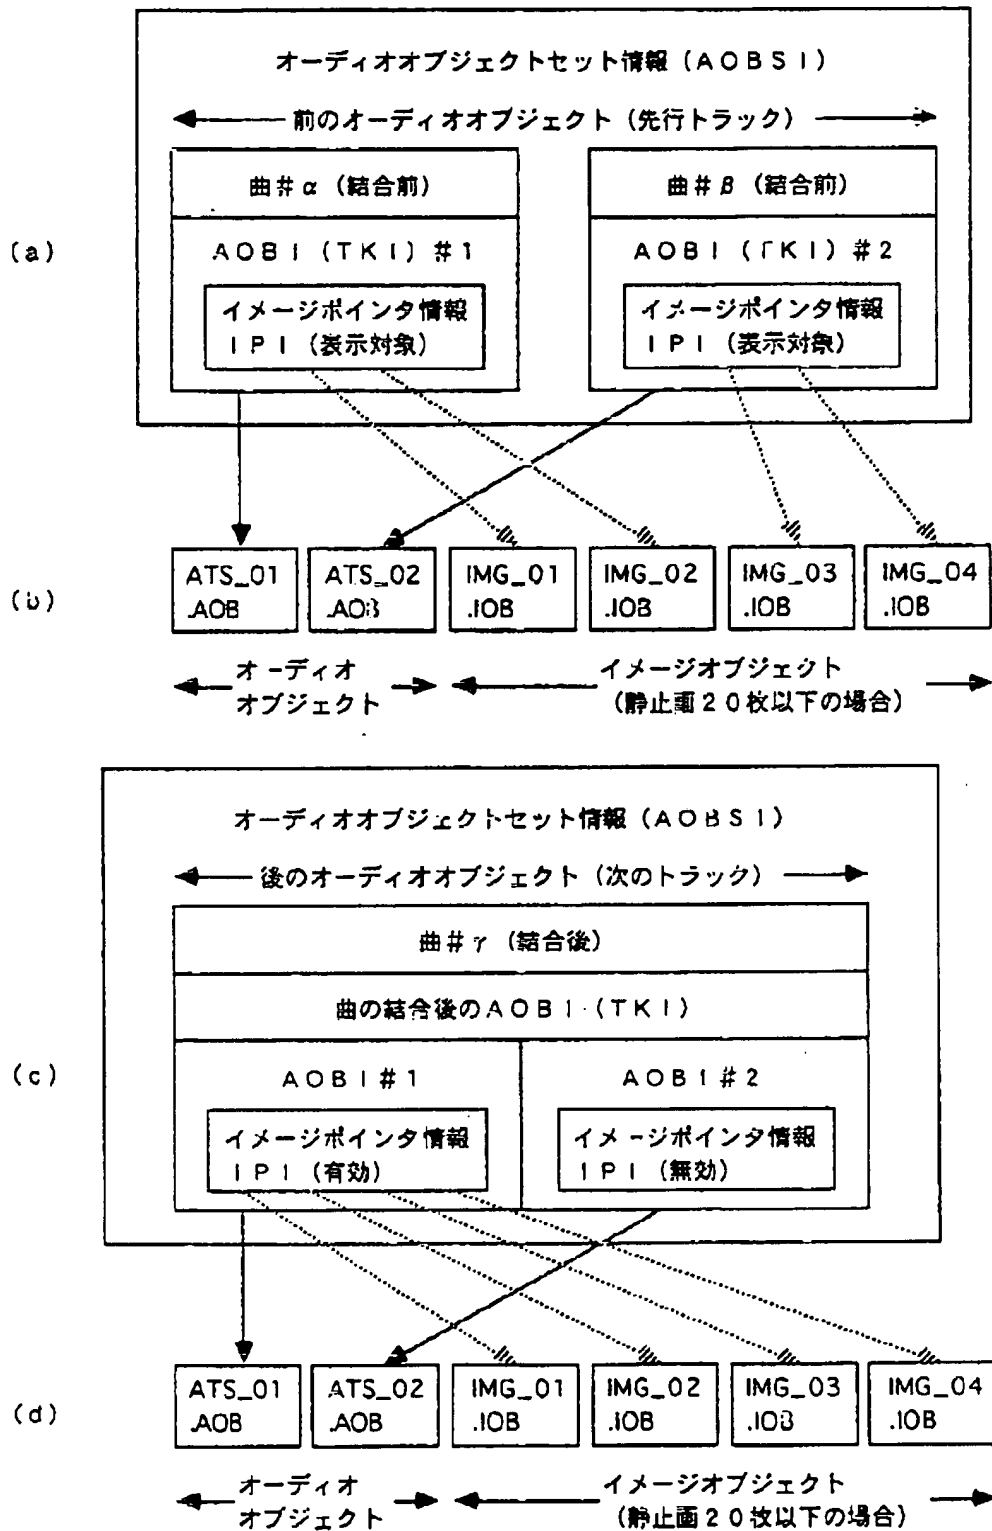 オーディオオブジェクトセット情報(AOBSI)
前のオーディオオブジェクト(先行トラック)
曲#α(結合前)
曲#β(結合前)
(a)
AOBI(TKI)#1
AOBI(TKI)#2
イメージポインタ情報
IPI(表示対象)
イメージポインタ情報
IPI(表示対象)
(b)
ATS_01
.AOB
ATS_02
.AOB
IMG_01
.IOB
IMG_02
.IOB
IMG_03
.IOB
IMG_04
.IOB
オーディオ
オブジェクト
イメージオブジェクト
(静止画20枚以下の場合)
オーディオオブジェクトセット情報(AOBSI)
後のオーディオオブジェクト(次のトラック)
曲#γ(結合後)
曲の結合後のAOBI(TKI)
(c)
AOBI#1
AOBI#2
イメージポインタ情報
IPI(有効)
イメージポインタ情報
IPI(無効)
(d)
ATS_01
.AOB
ATS_02
.AOB
IMG_01
.IOB
IMG_02
.IOB
IMG_03
.IOB
IMG_04
.IOB
オーディオ
オブジェクト
イメージオブジェクト
(静止画20枚以下の場合)